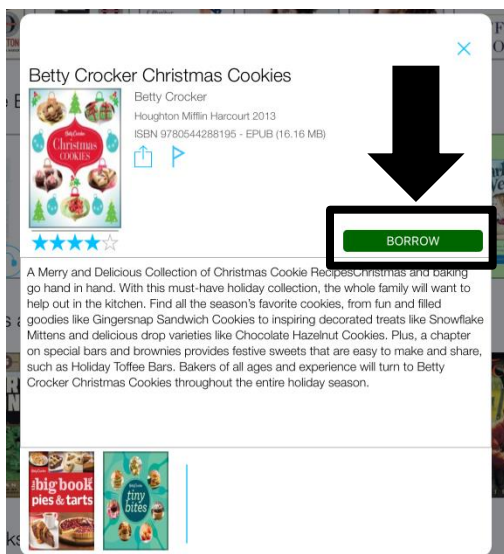 Betty Crocker Christmas Cookies
Betty Crocker
Houghton Mifflin Harcourt 2013
ISBN 9780544288195 - EPUB (16.16 MB)
Betty Crocker
Christmas
COOKIES
BORROW
A Merry and Delicious Collection of Christmas Cookie RecipesChristmas and baking
go hand in hand. With this must-have holiday collection, the whole family will want to
help out in the kitchen. Find all the season's favorite cookies, from fun and filled
goodies like Gingersnap Sandwich Cookies to inspiring decorated treats like Snowflake
Mittens and delicious drop varieties like Chocolate Hazelnut Cookies. Plus, a chapter
on special bars and brownies provides festive sweets that are easy to make and share,
such as Holiday Toffee Bars. Bakers of all ages and experience will turn to Betty
Crocker Christmas Cookies throughout the entire holiday season.
the big book
pies & tarts
Betty Crocker
tiny
bites